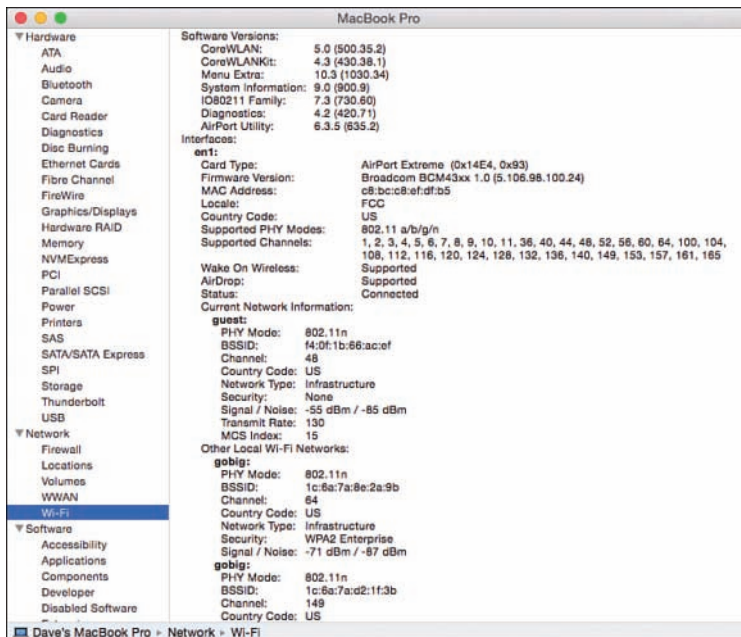 MacBook Pro
Hardware
ATA
Audio
Bluetooth
Camera
Card Reader
Diagnostics
Disc Burning
Ethernet Cards
Fibre Channel
FireWire
Graphics/Displays
Hardware RAID
Memory
NVMExpress
PCI
Parallel SCSI
Power
Printers
SAS
SATA/SATA Express
SPI
Storage
Thunderbolt
USB
Network
Firewall
Locations
Volumes
WWAN
Wi-Fi
Software
Accessibility
Applications
Components
Developer
Disabled Software
Software Versions:
CoreWLAN: 5.0 (500.35.2)
CoreWLANKit: 4.3 (430.38.1)
Menu Extra: 10.3 (1030.34)
System Information: 9.0 (900.9)
IO80211 Family: 7.3 (730.60)
Diagnostics: 4.2 (420.71)
AirPort Utility: 6.3.5 (635.2)
Interfaces:
en1:
Card Type: AirPort Extreme (0x14E4, 0x93)
Firmware Version: Broadcom BCM43xx 1.0 (5.106.98.100.24)
MAC Address: c8:bc:c8:ef:df:b5
Locale: FCC
Country Code: US
Supported PHY Modes: 802.11 a/b/g/n
Supported Channels: 1, 2, 3, 4, 5, 6, 7, 8, 9, 10, 11, 36, 40, 44, 48, 52, 56, 60, 64, 100, 104,
108, 112, 116, 120, 124, 128, 132, 136, 140, 149, 153, 157, 161, 165
Wake On Wireless: Supported
AirDrop: Supported
Status: Connected
Current Network Information:
guest:
PHY Mode: 802.11n
BSSID: f4:0f:1b:66:ac:ef
Channel: 48
Country Code: US
Network Type: Infrastructure
Security: None
Signal / Noise: -55 dBm / -85 dBm
Transmit Rate: 130
MCS Index: 15
Other Local Wi-Fi Networks:
gobig:
PHY Mode: 802.11n
BSSID: 1c:6a:7a:8e:2a:9b
Channel: 64
Country Code: US
Network Type: Infrastructure
Security: WPA2 Enterprise
Signal / Noise: -71 dBm / -87 dBm
gobig:
PHY Mode: 802.11n
BSSID: 1c:6a:7a:d2:1f:3b
Channel: 149
Country Code: US
Dave's MacBook Pro ▸ Network ▸ Wi-Fi